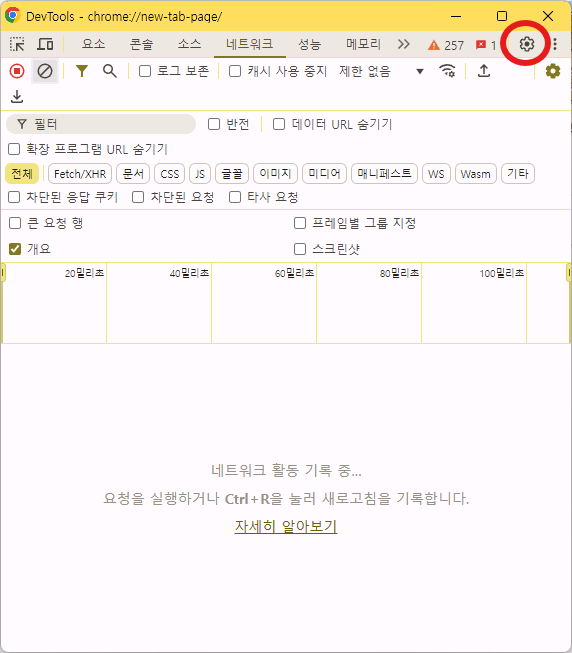 DevTools - chrome://new-tab-page/
요소 콘솔 소스 네트워크 성능 메모리 257 1
로그 보존 캐시 사용 중지 제한 없음
필터 반전 데이터 URL 숨기기
확장 프로그램 URL 숨기기
전체 Fetch/XHR 문서 CSS JS 글꼴 이미지 미디어 매니페스트 WS Wasm 기타
차단된 응답 쿠키 차단된 요청 타사 요청
큰 요청 행 프레임별 그룹 지정
개요 스크린샷
20밀리초 40밀리초 60밀리초 80밀리초 100밀리초
네트워크 활동 기록 중...
요청을 실행하거나 Ctrl+R을 눌러 새로고침을 기록합니다.
자세히 알아보기